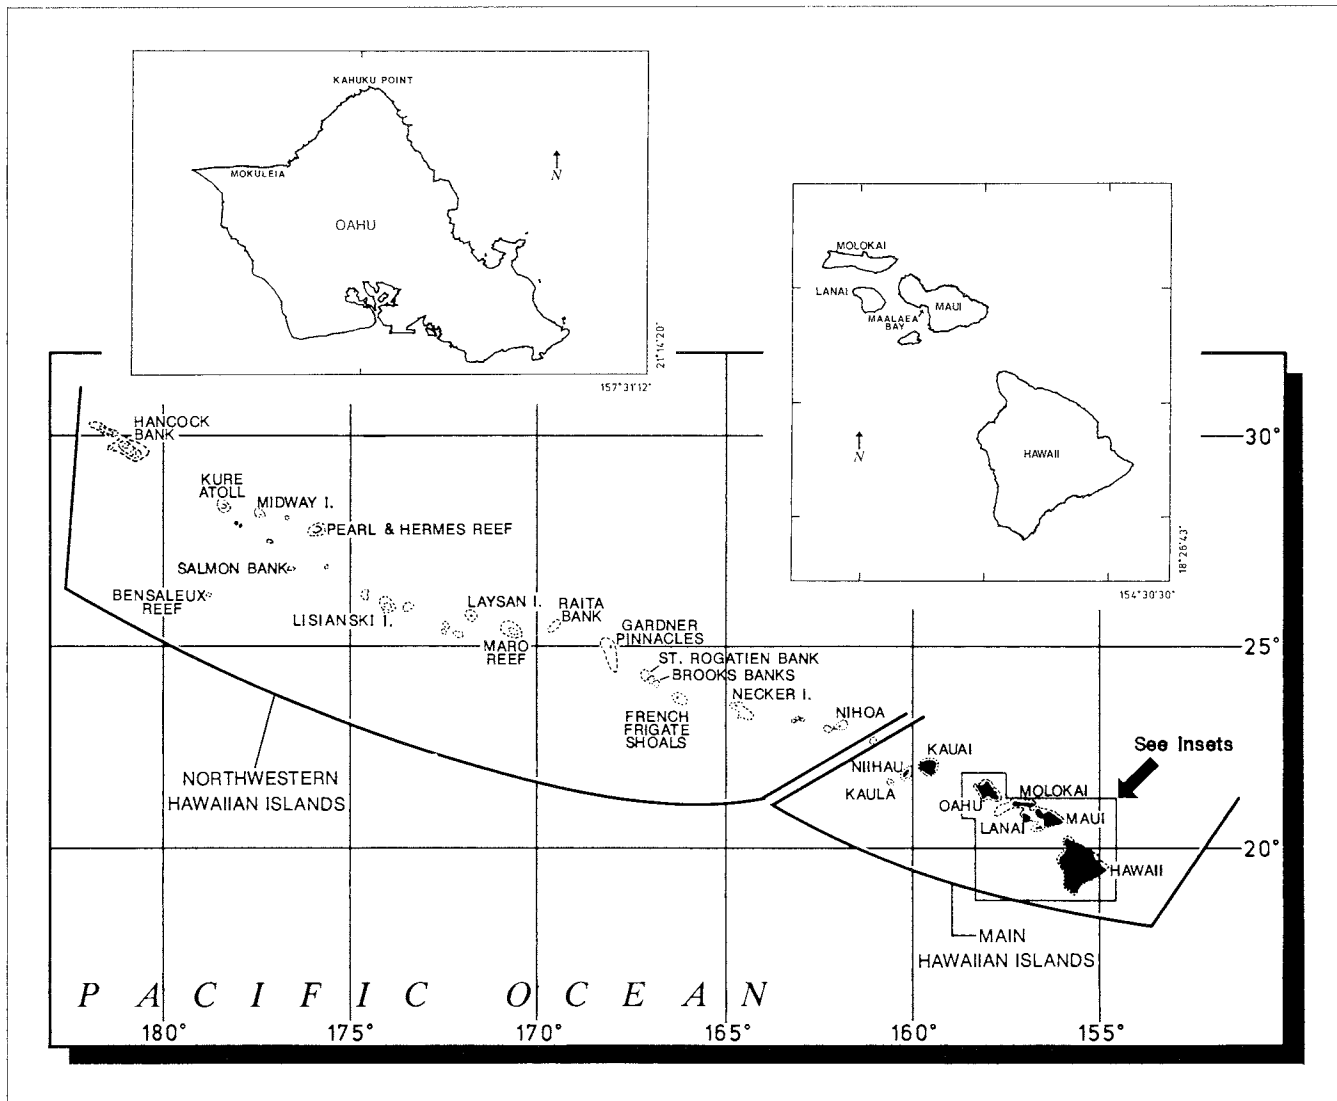 KAHUKU POINT
MOKULEIA
OAHU
N
21°14'20"
157°31'12"
MOLOKAI
LANAI
MAUI
MAALAEA
BAY
HAWAII
N
18°26'43"
154°30'30"
HANCOCK
BANK
30°
KURE
ATOLL
MIDWAY I.
PEARL & HERMES REEF
SALMON BANK
BENSALEUX
REEF
LISIANSKI I.
LAYSAN I.
MARO
REEF
RAITA
BANK
GARDNER
PINNACLES
25°
ST. ROGATIEN BANK
BROOKS BANKS
NECKER I.
FRENCH
FRIGATE
SHOALS
NIHOA
KAUAI
NIIHAU
KAULA
See Insets
OAHU
MOLOKAI
LANAI
MAUI
20°
HAWAII
NORTHWESTERN
HAWAIIAN ISLANDS
MAIN
HAWAIIAN ISLANDS
PACIFIC OCEAN
180° 175° 170° 165° 160° 155°